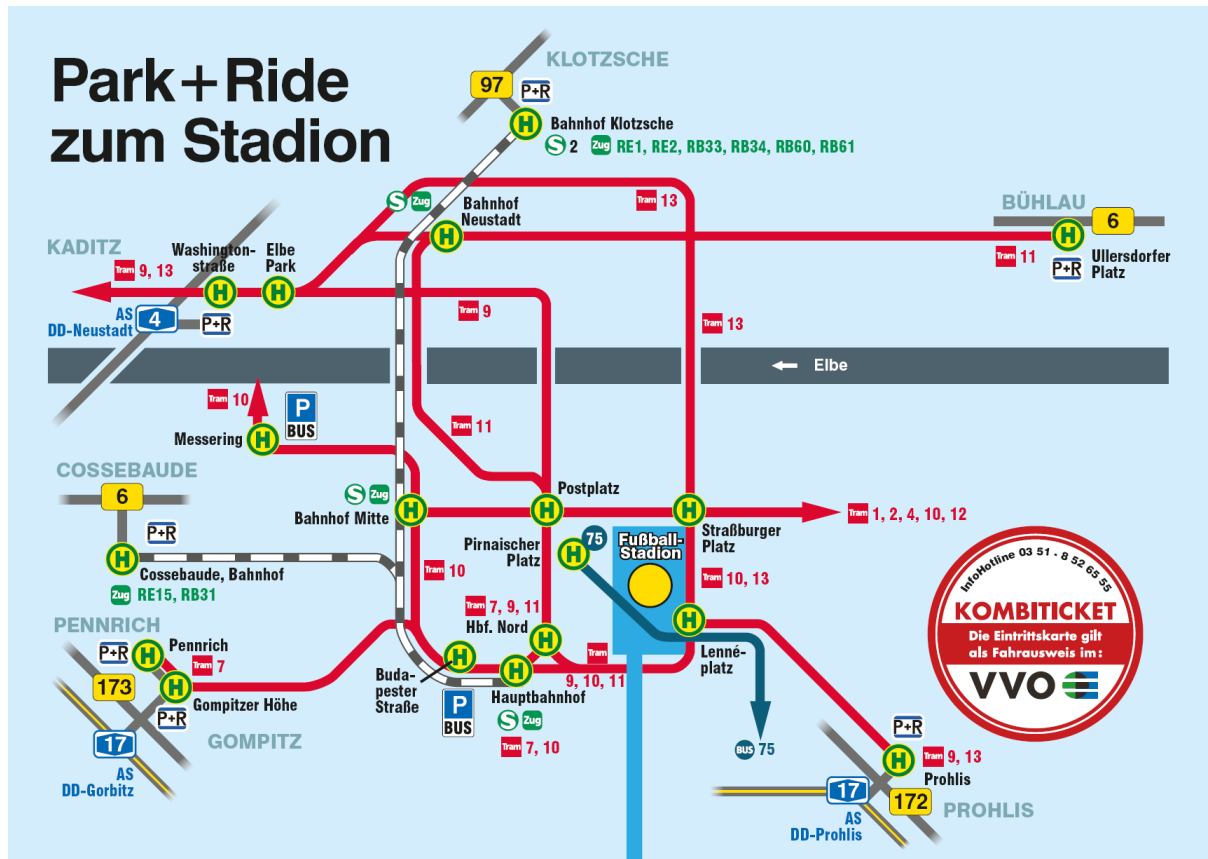 Park+Ride
zum Stadion
KLOTZSCHE
97
P+R
H
Bahnhof Klotzsche
S 2 Zug RE1, RE2, RB33, RB34, RB60, RB61
S Zug
Bahnhof
Neustadt
H
Tram 13
BÜHLAU
6
H
Tram 11
P+R
Ullersdorfer
Platz
KADITZ
Washington-
straße
H
Elbe
Park
H
Tram 9, 13
AS
DD-Neustadt
4
P+R
Tram 9
Tram 13
Elbe
Tram 10
P
BUS
Messering
H
Tram 11
COSSEBAUDE
6
P+R
H
Cossebaude, Bahnhof
Zug RE15, RB31
S Zug
Bahnhof Mitte
H
Postplatz
H
H
Straßburger
Platz
Tram 1, 2, 4, 10, 12
Pirnaischer
Platz
H
75
Fußball-
Stadion
Tram 10
Tram 10, 13
PENNRICH
Pennrich
P+R
H
Tram 7
173
H
Gompitzer Höhe
P+R
GOMPITZ
17
AS
DD-Gorbitz
Tram 7, 9, 11
Hbf. Nord
H
H
Buda-
pester
Straße
P
BUS
H
Hauptbahnhof
S Zug
Tram 7, 10
Tram
9, 10, 11
H
Lenné-
platz
BUS 75
P+R
H
Tram 9, 13
Prohlis
17
172
AS
DD-Prohlis
PROHLIS
InfoHotline 03 51 - 8 52 65 55
KOMBITICKET
Die Eintrittskarte gilt
als Fahrausweis im:
VVO